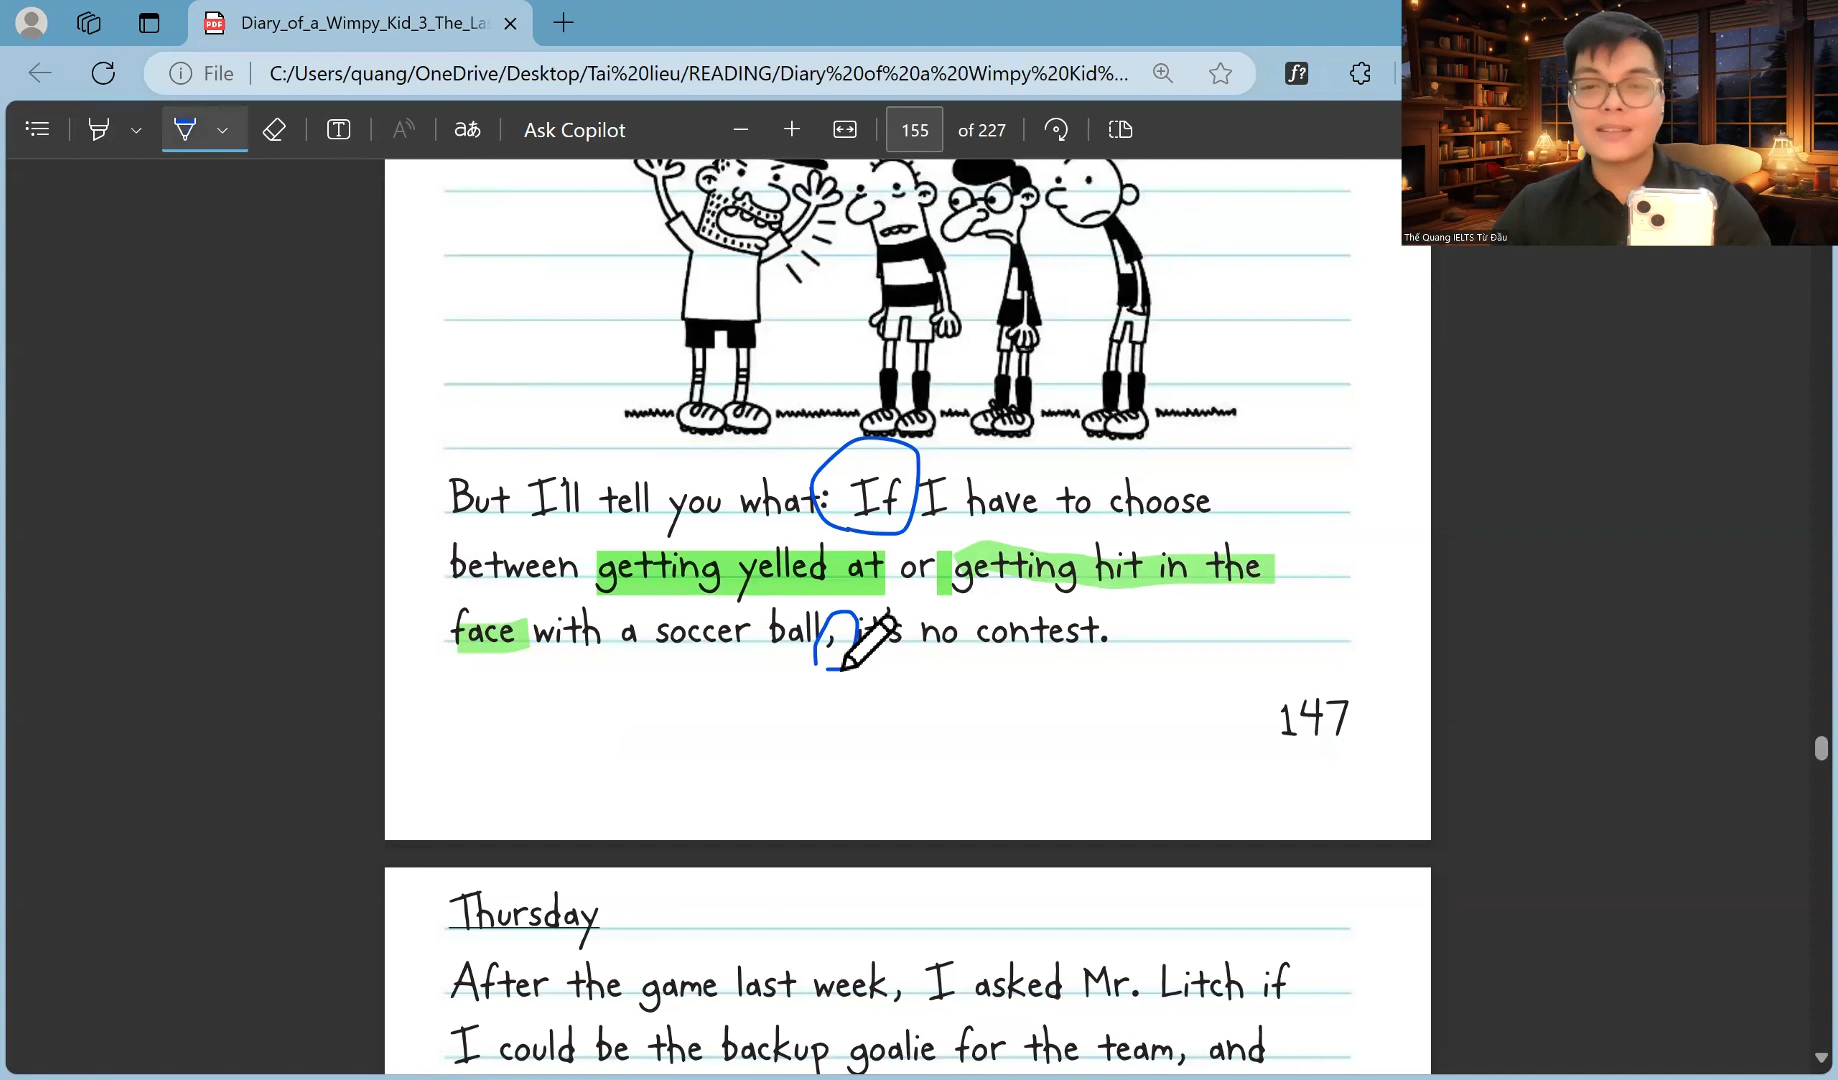 Diary_of_a_Wimpy_Kid_3_The_La
File
C:/Users/quang/OneDrive/Desktop/Tai%20lieu/READING/Diary%20of%20a%20Wimpy%20Kid%...
Ask Copilot
155 of 227
Thế Quang IELTS Từ Đầu
But I'll tell you what: If I have to choose
between getting yelled at or getting hit in the
face with a soccer ball, it's no contest.
147
Thursday
After the game last week, I asked Mr. Litch if
I could be the backup goalie for the team, and